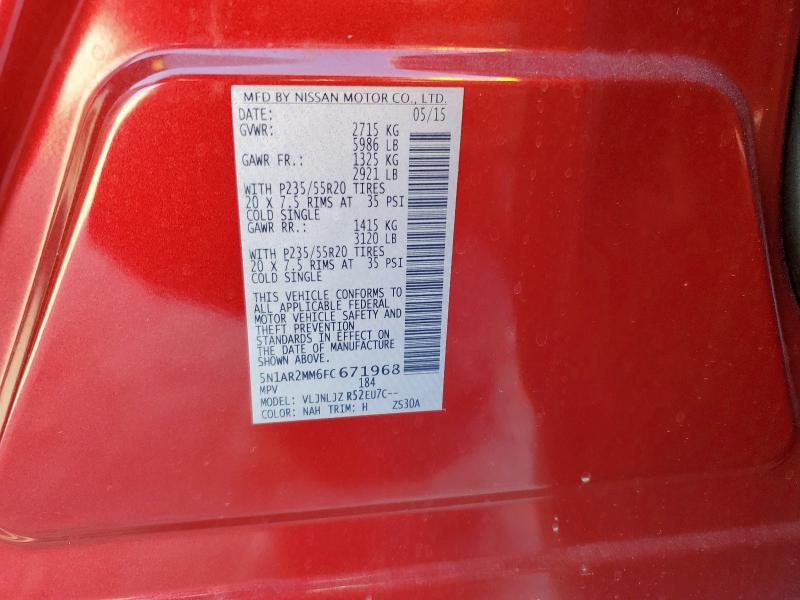 MFD BY NISSAN MOTOR CO., LTD.
DATE: 05/15
GVWR: 2715 KG
5986 LB
GAWR FR.: 1325 KG
2921 LB
WITH P235/55R20 TIRES
20 X 7.5 RIMS AT 35 PSI
COLD SINGLE
GAWR RR.: 1415 KG
3120 LB
WITH P235/55R20 TIRES
20 X 7.5 RIMS AT 35 PSI
COLD SINGLE
THIS VEHICLE CONFORMS TO
ALL APPLICABLE FEDERAL
MOTOR VEHICLE SAFETY AND
THEFT PREVENTION
STANDARDS IN EFFECT ON
THE DATE OF MANUFACTURE
SHOWN ABOVE.
5N1AR2MM6FC671968
MPV 184
MODEL: VLJNLJZ R52EU7C--
COLOR: NAH TRIM: H ZS30A